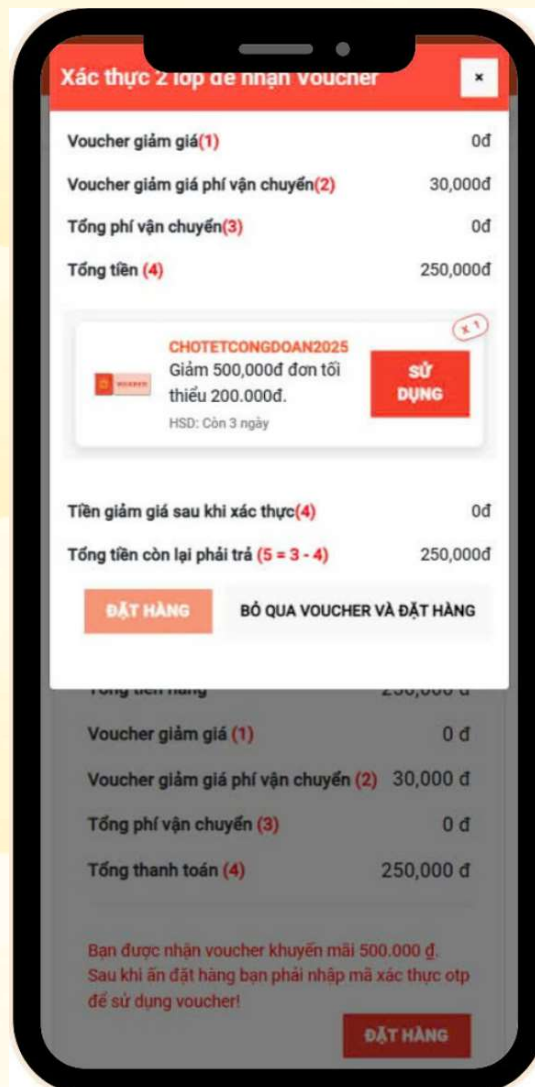 Xác thực 2 lớp để nhận Voucher
×
Voucher giảm giá(1) 0đ
Voucher giảm giá phí vận chuyển(2) 30,000đ
Tổng phí vận chuyển(3) 0đ
Tổng tiền (4) 250,000đ
x 1
CHOTETCONGDOAN2025
Giảm 500,000đ đơn tối
thiểu 200.000đ.
HSD: Còn 3 ngày
VOUCHER
SỬ
DỤNG
Tiền giảm giá sau khi xác thực(4) 0đ
Tổng tiền còn lại phải trả (5 = 3 - 4) 250,000đ
ĐẶT HÀNG
BỎ QUA VOUCHER VÀ ĐẶT HÀNG
Tổng tiền hàng 250,000 đ
Voucher giảm giá (1) 0 đ
Voucher giảm giá phí vận chuyển (2) 30,000 đ
Tổng phí vận chuyển (3) 0 đ
Tổng thanh toán (4) 250,000 đ
Bạn được nhận voucher khuyến mãi 500.000 ₫.
Sau khi ấn đặt hàng bạn phải nhập mã xác thực otp
để sử dụng voucher!
ĐẶT HÀNG